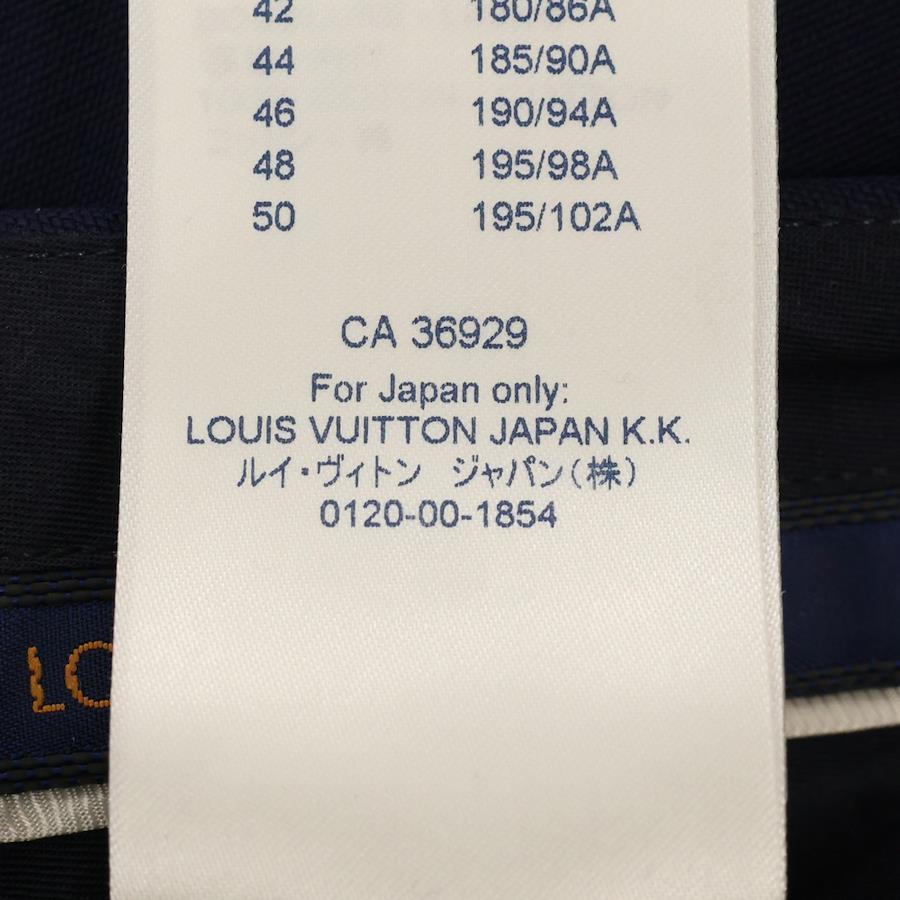 42 180/86A
44 185/90A
46 190/94A
48 195/98A
50 195/102A
CA 36929
For Japan only:
LOUIS VUITTON JAPAN K.K.
ルイ・ヴィトン ジャパン(株)
0120-00-1854
LO